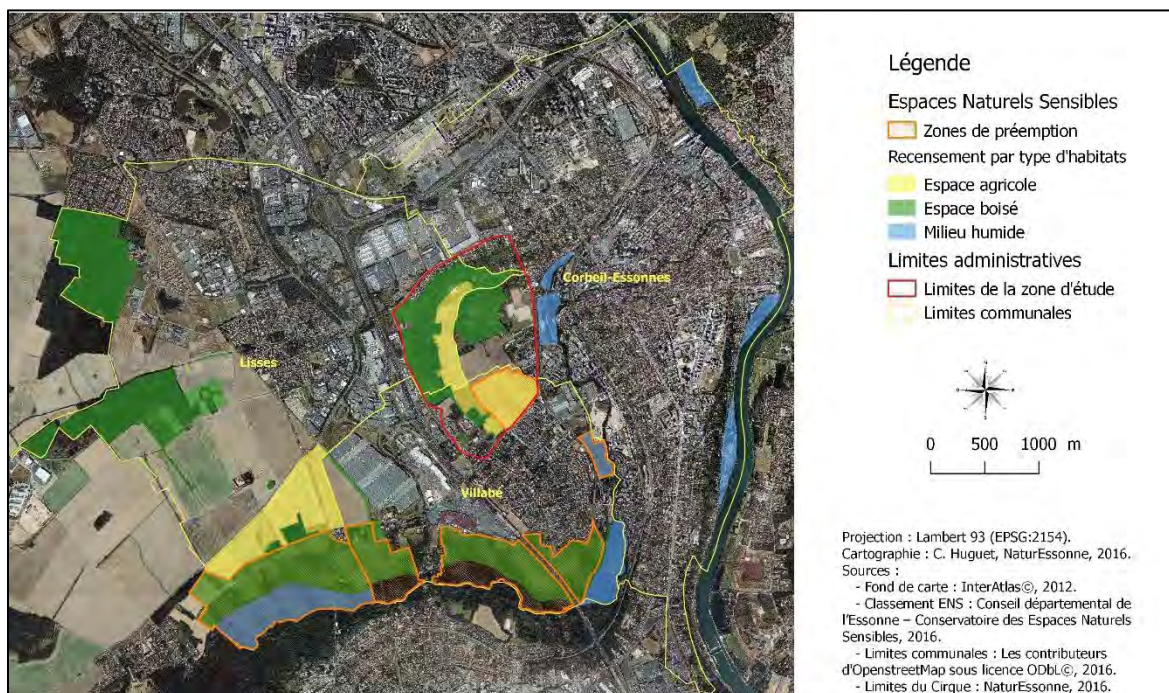 Légende
Espaces Naturels Sensibles
Zones de préemption
Recensement par type d'habitats
Espace agricole
Espace boisé
Milieu humide
Limites administratives
Limites de la zone d'étude
Limites communales
Corbeil-Essonnes
Lisses
Villabé
0 500 1000 m
Projection : Lambert 93 (EPSG:2154).
Cartographie : C. Huguet, NaturEssonne, 2016.
Sources :
- Fond de carte : InterAtlas©, 2012.
- Classement ENS : Conseil départemental de
l'Essonne – Conservatoire des Espaces Naturels
Sensibles, 2016.
- Limites communales : Les contributeurs
d'OpenstreetMap sous licence ODbL©, 2016.
- Limites du Cirque : NaturEssonne, 2016.